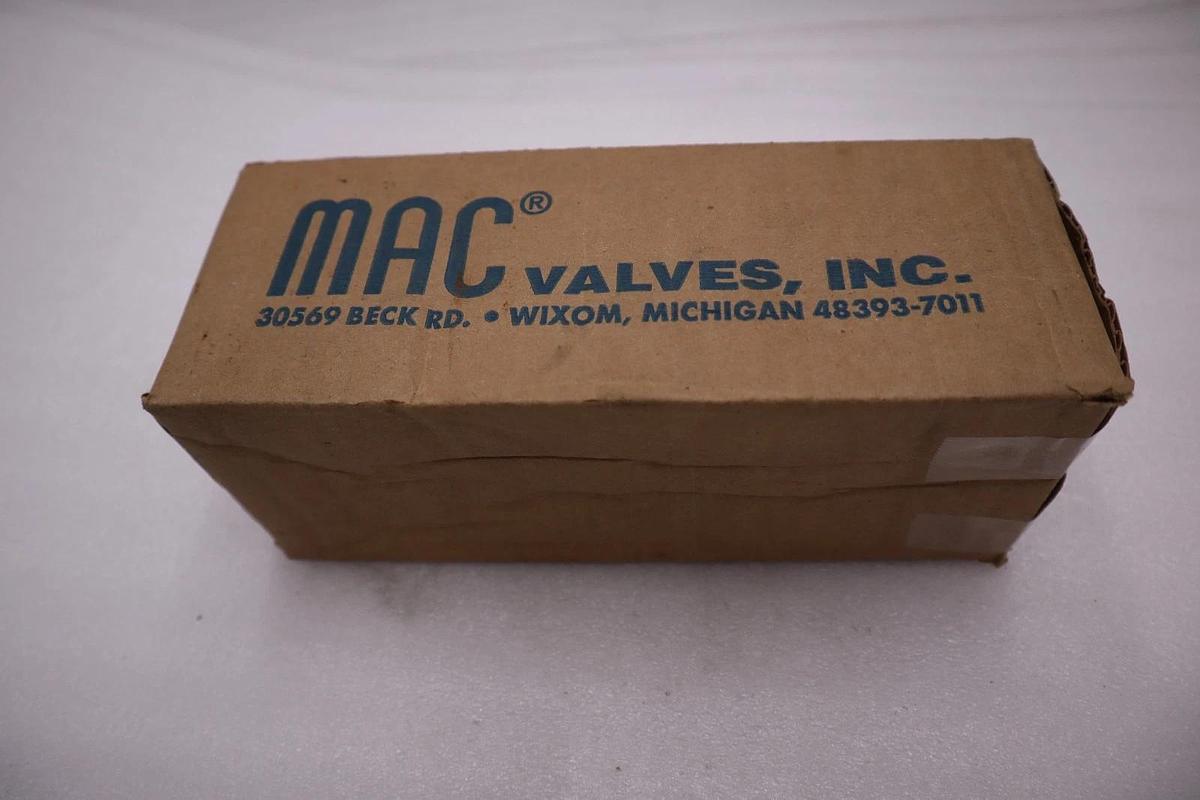 MAC® VALVES, INC.
30569 BECK RD. • WIXOM, MICHIGAN 48393-7011